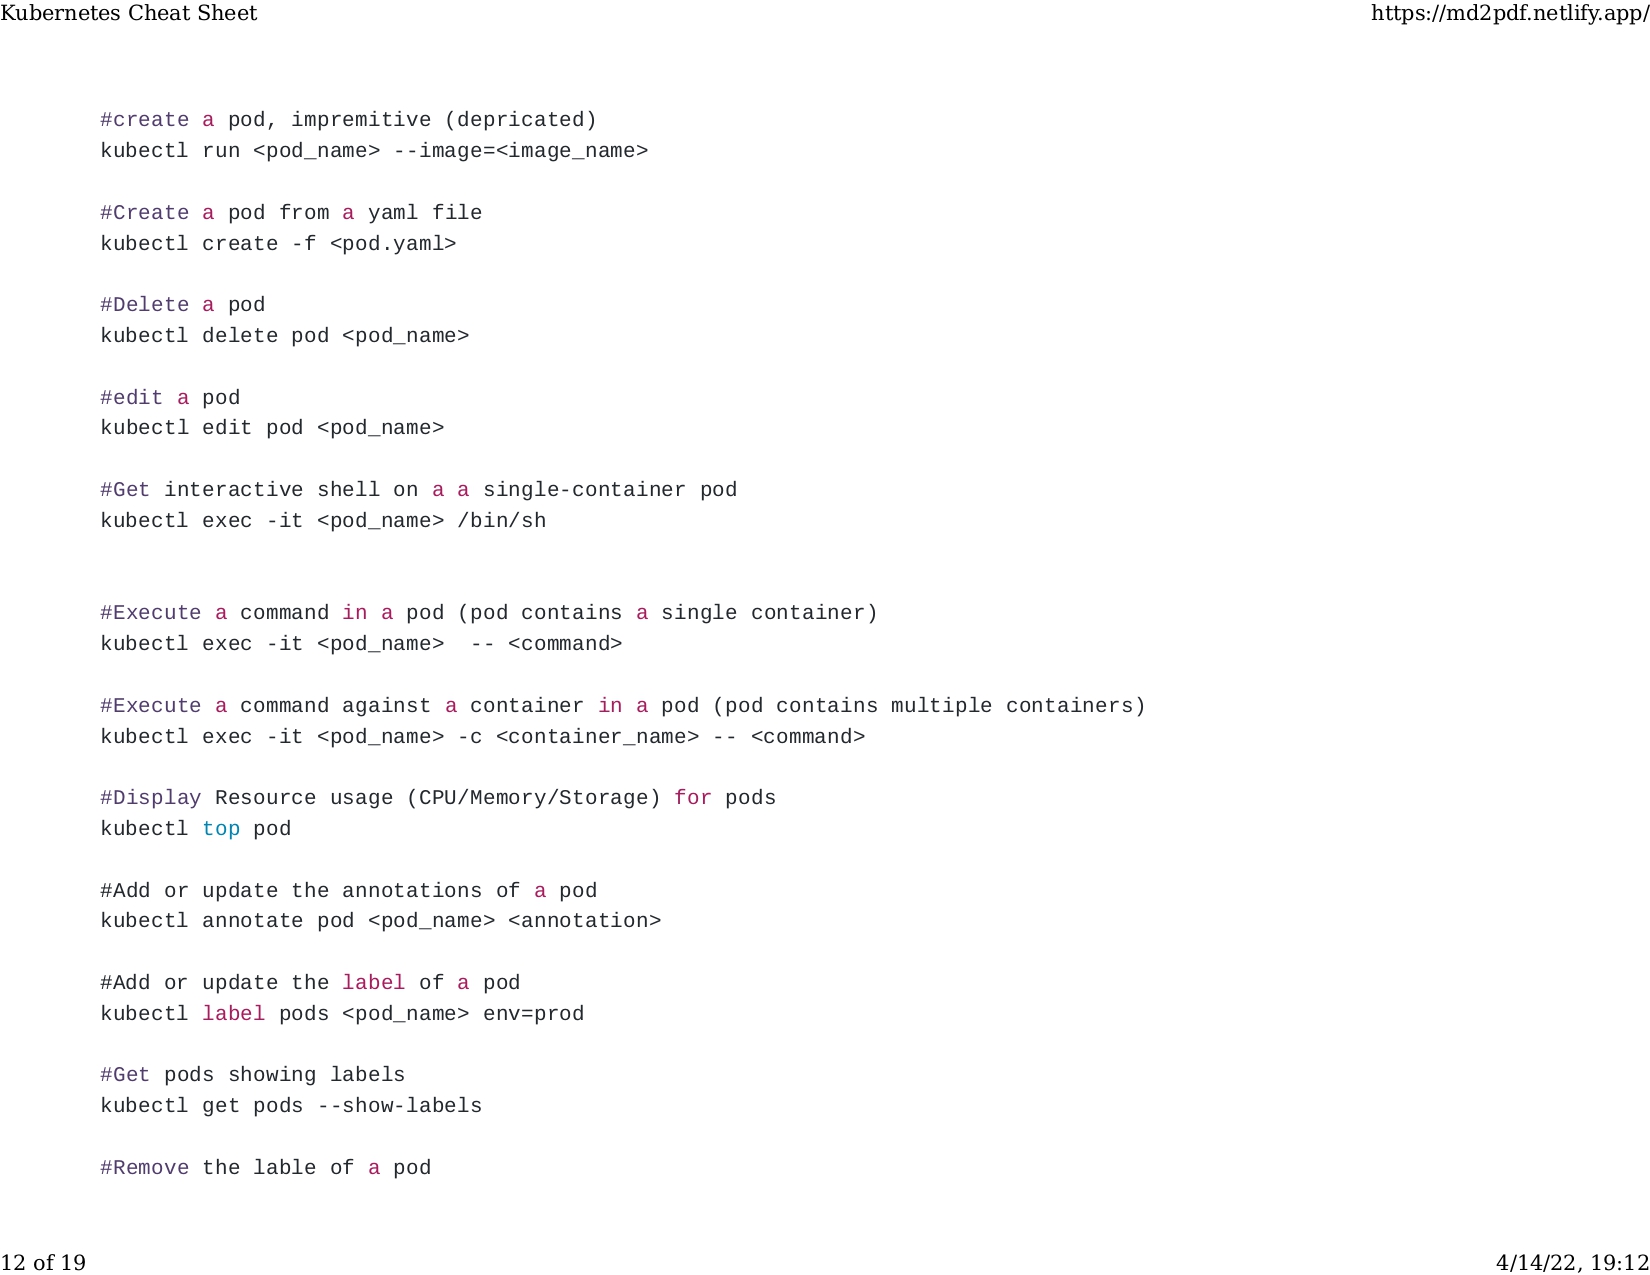 Kubernetes Cheat Sheet https://md2pdf.netlify.app/
#create a pod, impremitive (depricated)
kubectl run <pod_name> --image=<image_name>
#Create a pod from a yaml file
kubectl create -f <pod.yaml>
#Delete a pod
kubectl delete pod <pod_name>
#edit a pod
kubectl edit pod <pod_name>
#Get interactive shell on a a single-container pod
kubectl exec -it <pod_name> /bin/sh
#Execute a command in a pod (pod contains a single container)
kubectl exec -it <pod_name>  -- <command>
#Execute a command against a container in a pod (pod contains multiple containers)
kubectl exec -it <pod_name> -c <container_name> -- <command>
#Display Resource usage (CPU/Memory/Storage) for pods
kubectl top pod
#Add or update the annotations of a pod
kubectl annotate pod <pod_name> <annotation>
#Add or update the label of a pod
kubectl label pods <pod_name> env=prod
#Get pods showing labels
kubectl get pods --show-labels
#Remove the lable of a pod
12 of 19 4/14/22, 19:12